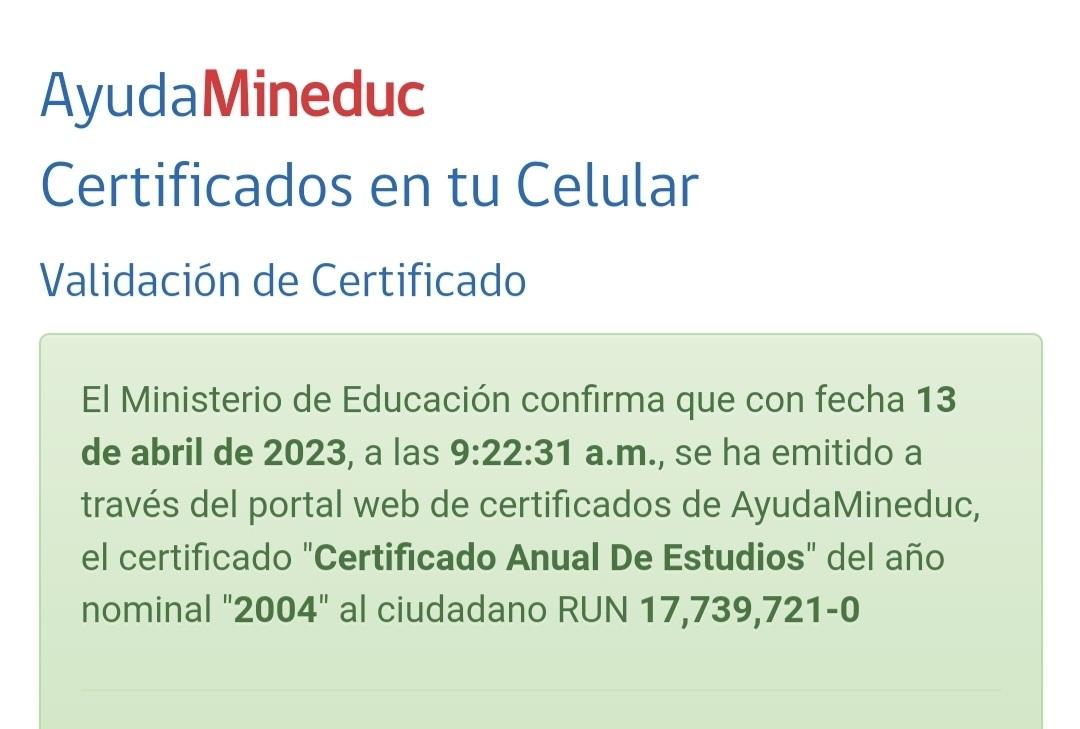 AyudaMineduc
Certificados en tu Celular
Validación de Certificado
El Ministerio de Educación confirma que con fecha 13
de abril de 2023, a las 9:22:31 a.m., se ha emitido a
través del portal web de certificados de AyudaMineduc,
el certificado "Certificado Anual De Estudios" del año
nominal "2004" al ciudadano RUN 17,739,721-0